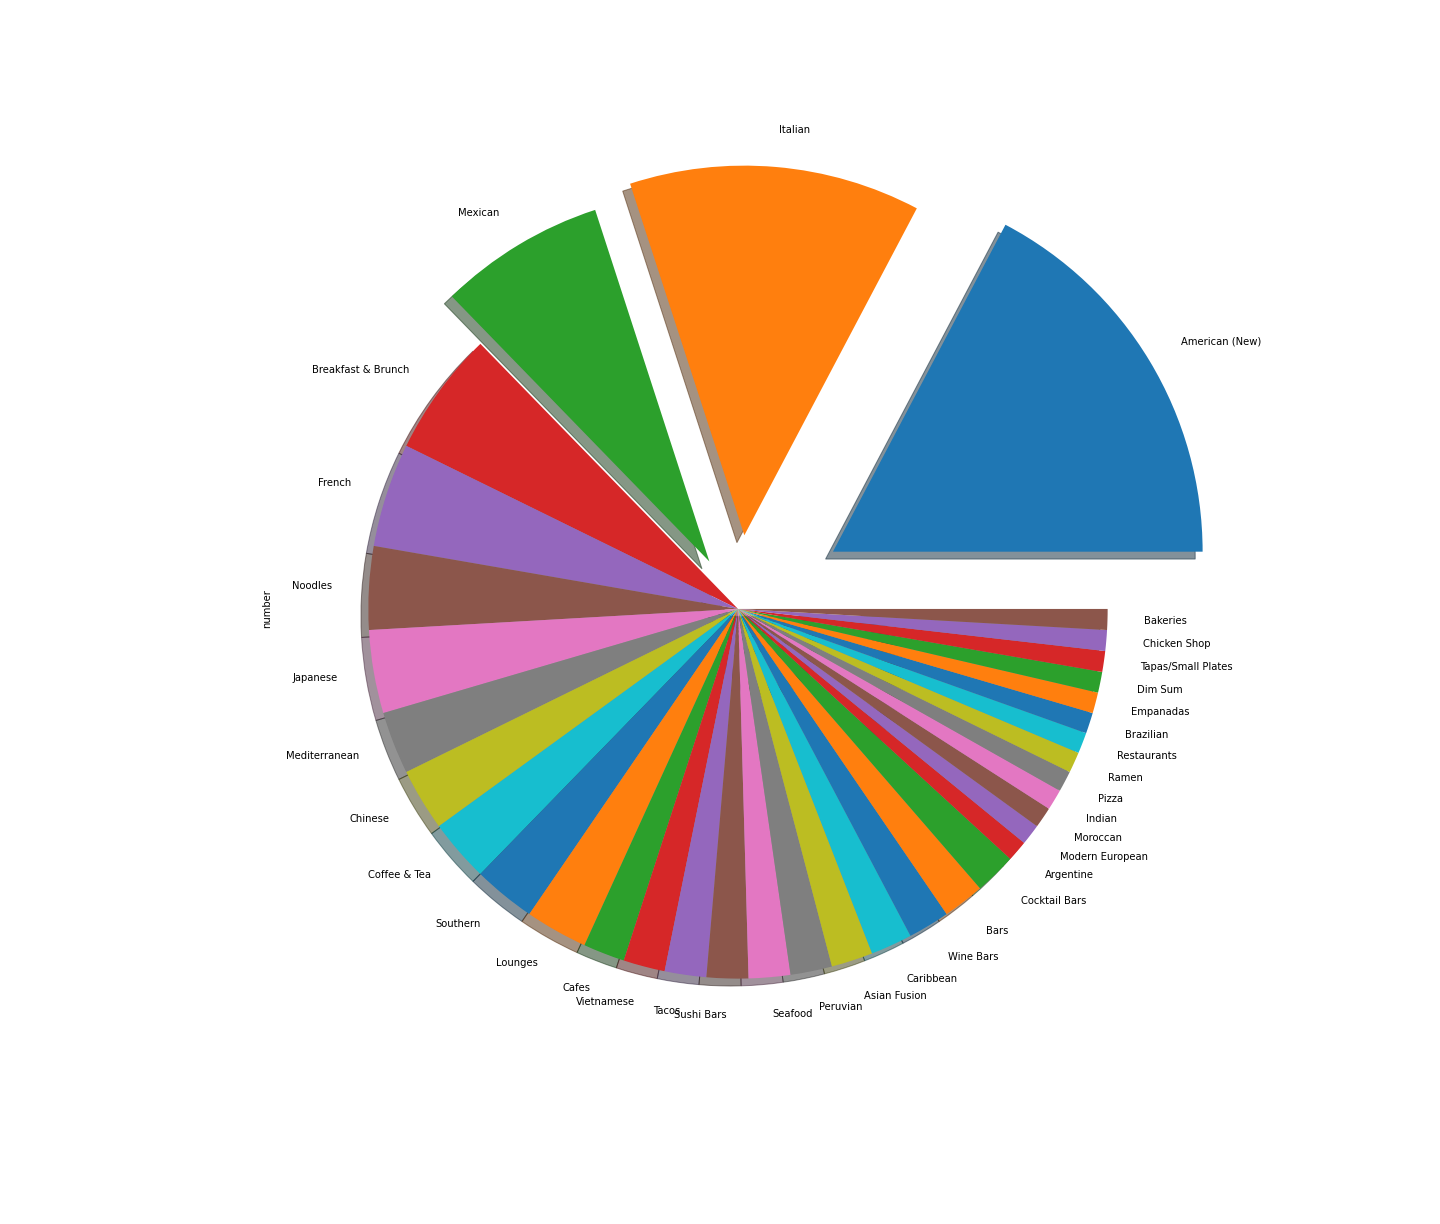 Italian
Mexican
American (New)
Breakfast & Brunch
French
Noodles
number
Bakeries
Chicken Shop
Tapas/Small Plates
Japanese
Dim Sum
Empanadas
Brazilian
Mediterranean
Restaurants
Ramen
Pizza
Chinese
Indian
Moroccan
Modern European
Coffee & Tea
Argentine
Cocktail Bars
Southern
Bars
Wine Bars
Lounges
Caribbean
Cafes
Asian Fusion
Vietnamese
Peruvian
Tacos
Seafood
Sushi Bars